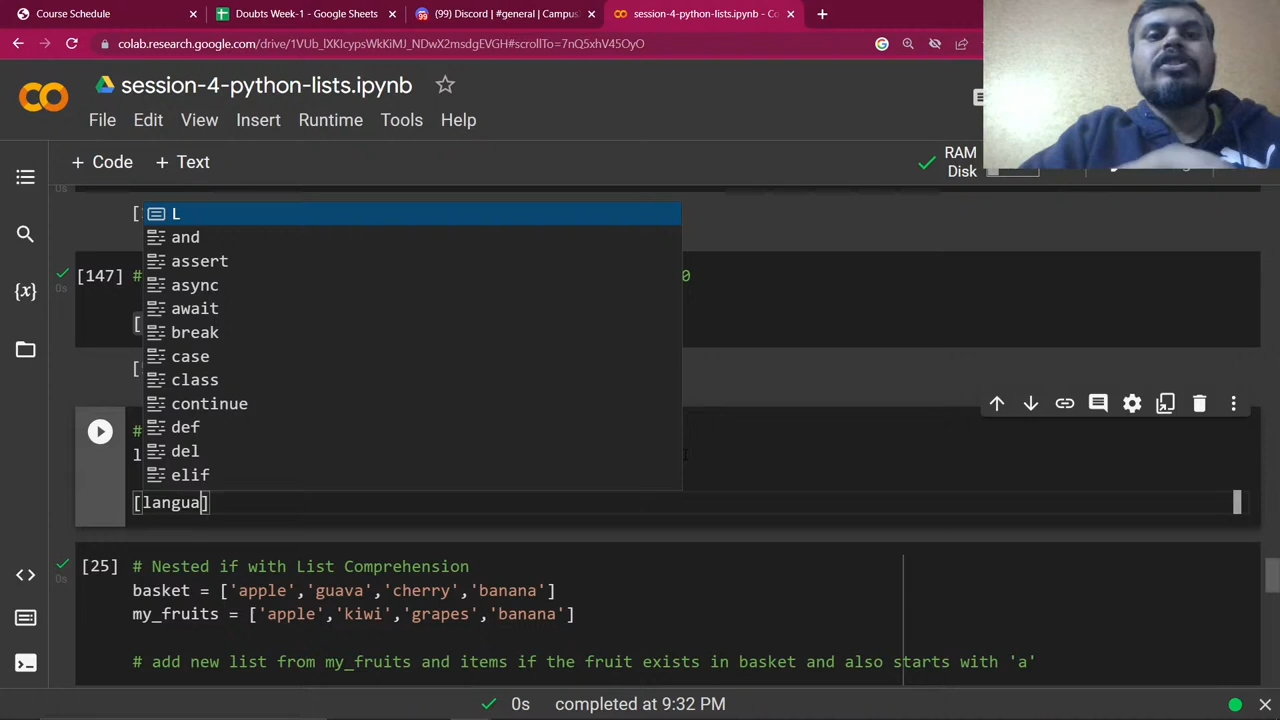 Course Schedule
Doubts Week-1 - Google Sheets
(99) Discord | #general | Campus
session-4-python-lists.ipynb - Co
colab.research.google.com/drive/1VUb_lXKIcypsWkKiMJ_NDwX2msdgEVGH#scrollTo=7nQ5xhV45OyO
session-4-python-lists.ipynb
File Edit View Insert Runtime Tools Help
+ Code + Text
RAM
Disk
0s
[
L
and
assert
async
await
break
case
class
continue
def
del
elif
[147] # 0
0s
[
[
#
l
[langua]
[25] # Nested if with List Comprehension
0s basket = ['apple','guava','cherry','banana']
my_fruits = ['apple','kiwi','grapes','banana']
# add new list from my_fruits and items if the fruit exists in basket and also starts with 'a'
0s completed at 9:32 PM